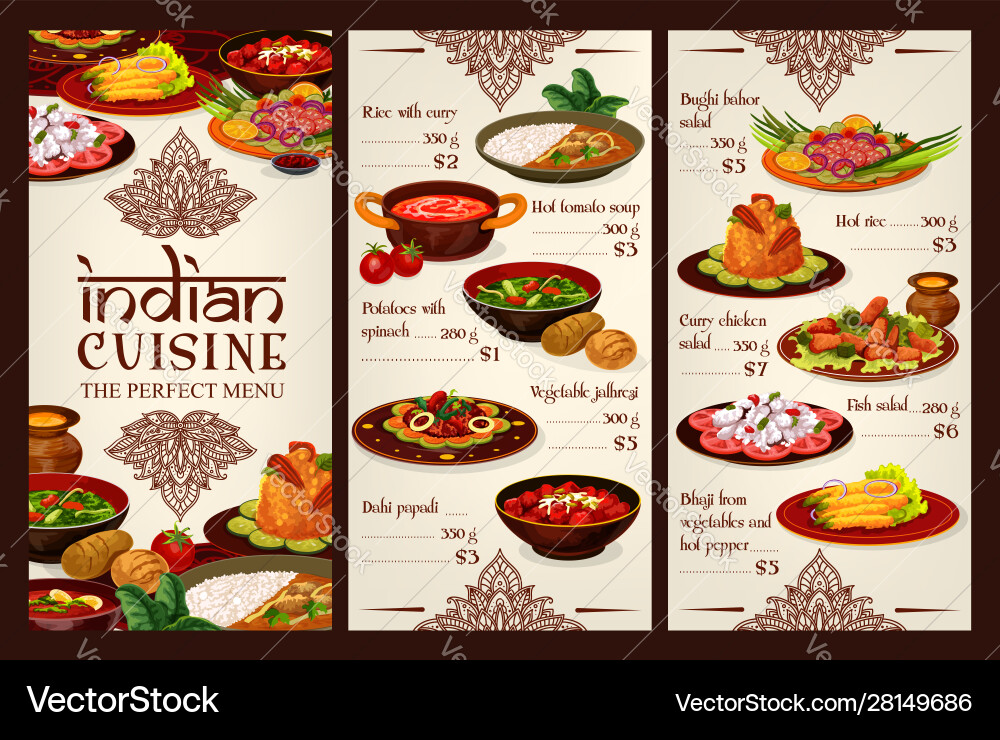 indian
CUISINE
THE PERFECT MENU
Rice with curry
350 g
$2
Hot tomato soup
300 g
$3
Potatoes with
spinach ..... 280 g
$1
Vegetable jalhrezi
300 g
$5
Dahi papadi
350 g
$3
Bughi bahor
salad
350 g
$5
Hot rice ......... 300 g
$3
Curry chicken
salad ..... 350 g
$7
Fish salad ... 280 g
$6
Bhaji from
vegetables and
hot pepper
$5
VectorStock
VectorStock.com/28149686